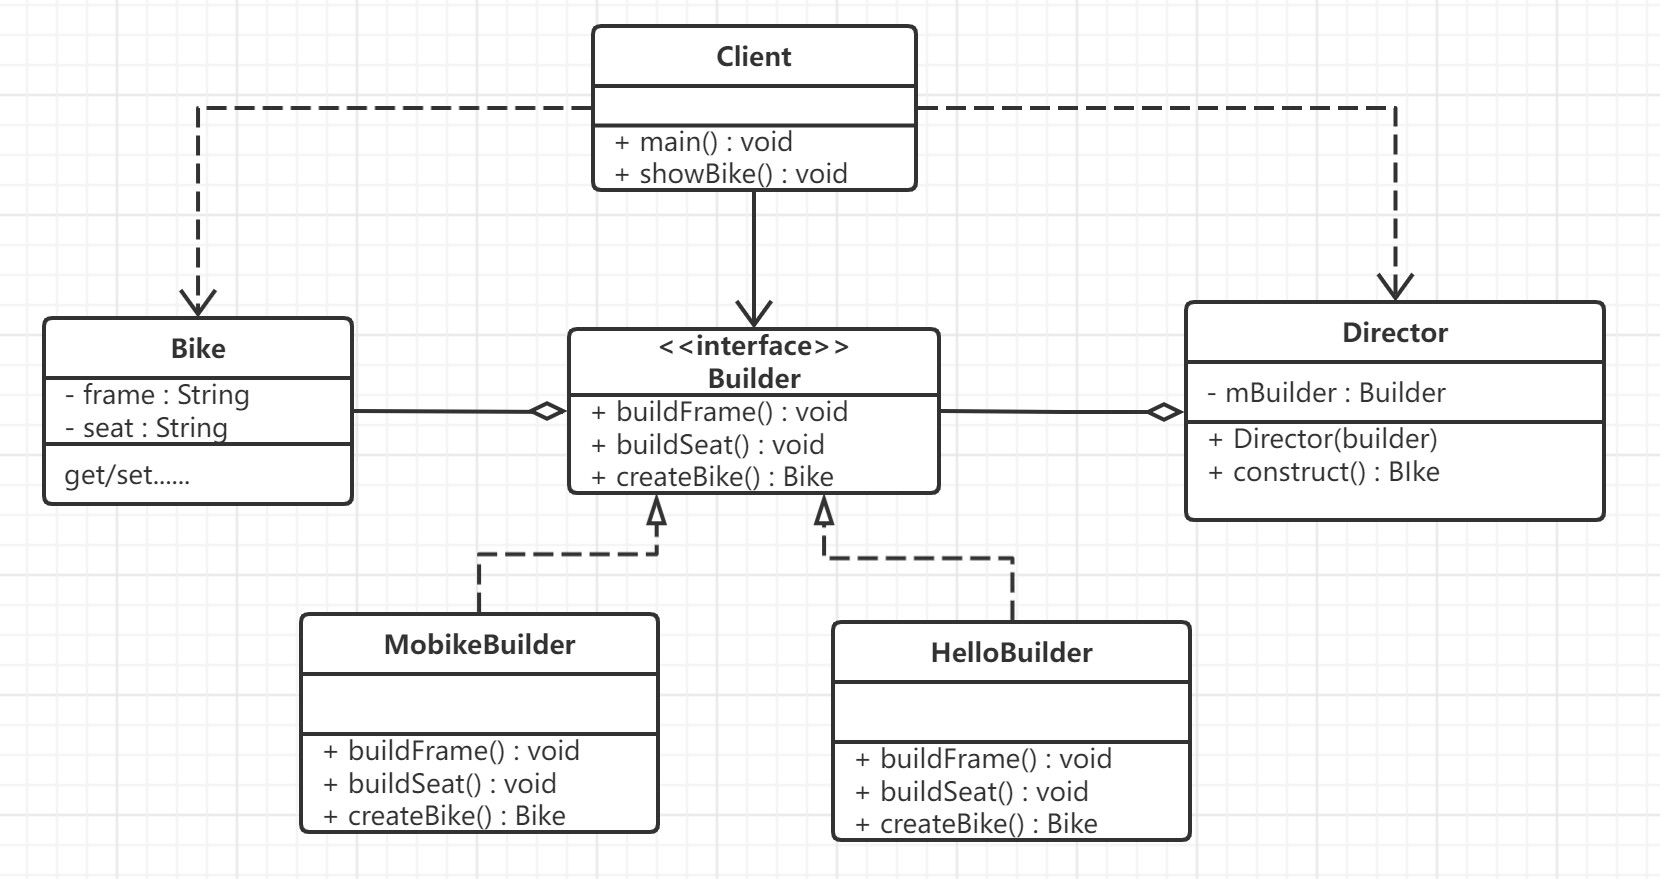 Client
+ main() : void
+ showBike() : void
Bike
- frame : String
- seat : String
get/set......
<<interface>>
Builder
+ buildFrame() : void
+ buildSeat() : void
+ createBike() : Bike
Director
- mBuilder : Builder
+ Director(builder)
+ construct() : BIke
MobikeBuilder
+ buildFrame() : void
+ buildSeat() : void
+ createBike() : Bike
HelloBuilder
+ buildFrame() : void
+ buildSeat() : void
+ createBike() : Bike